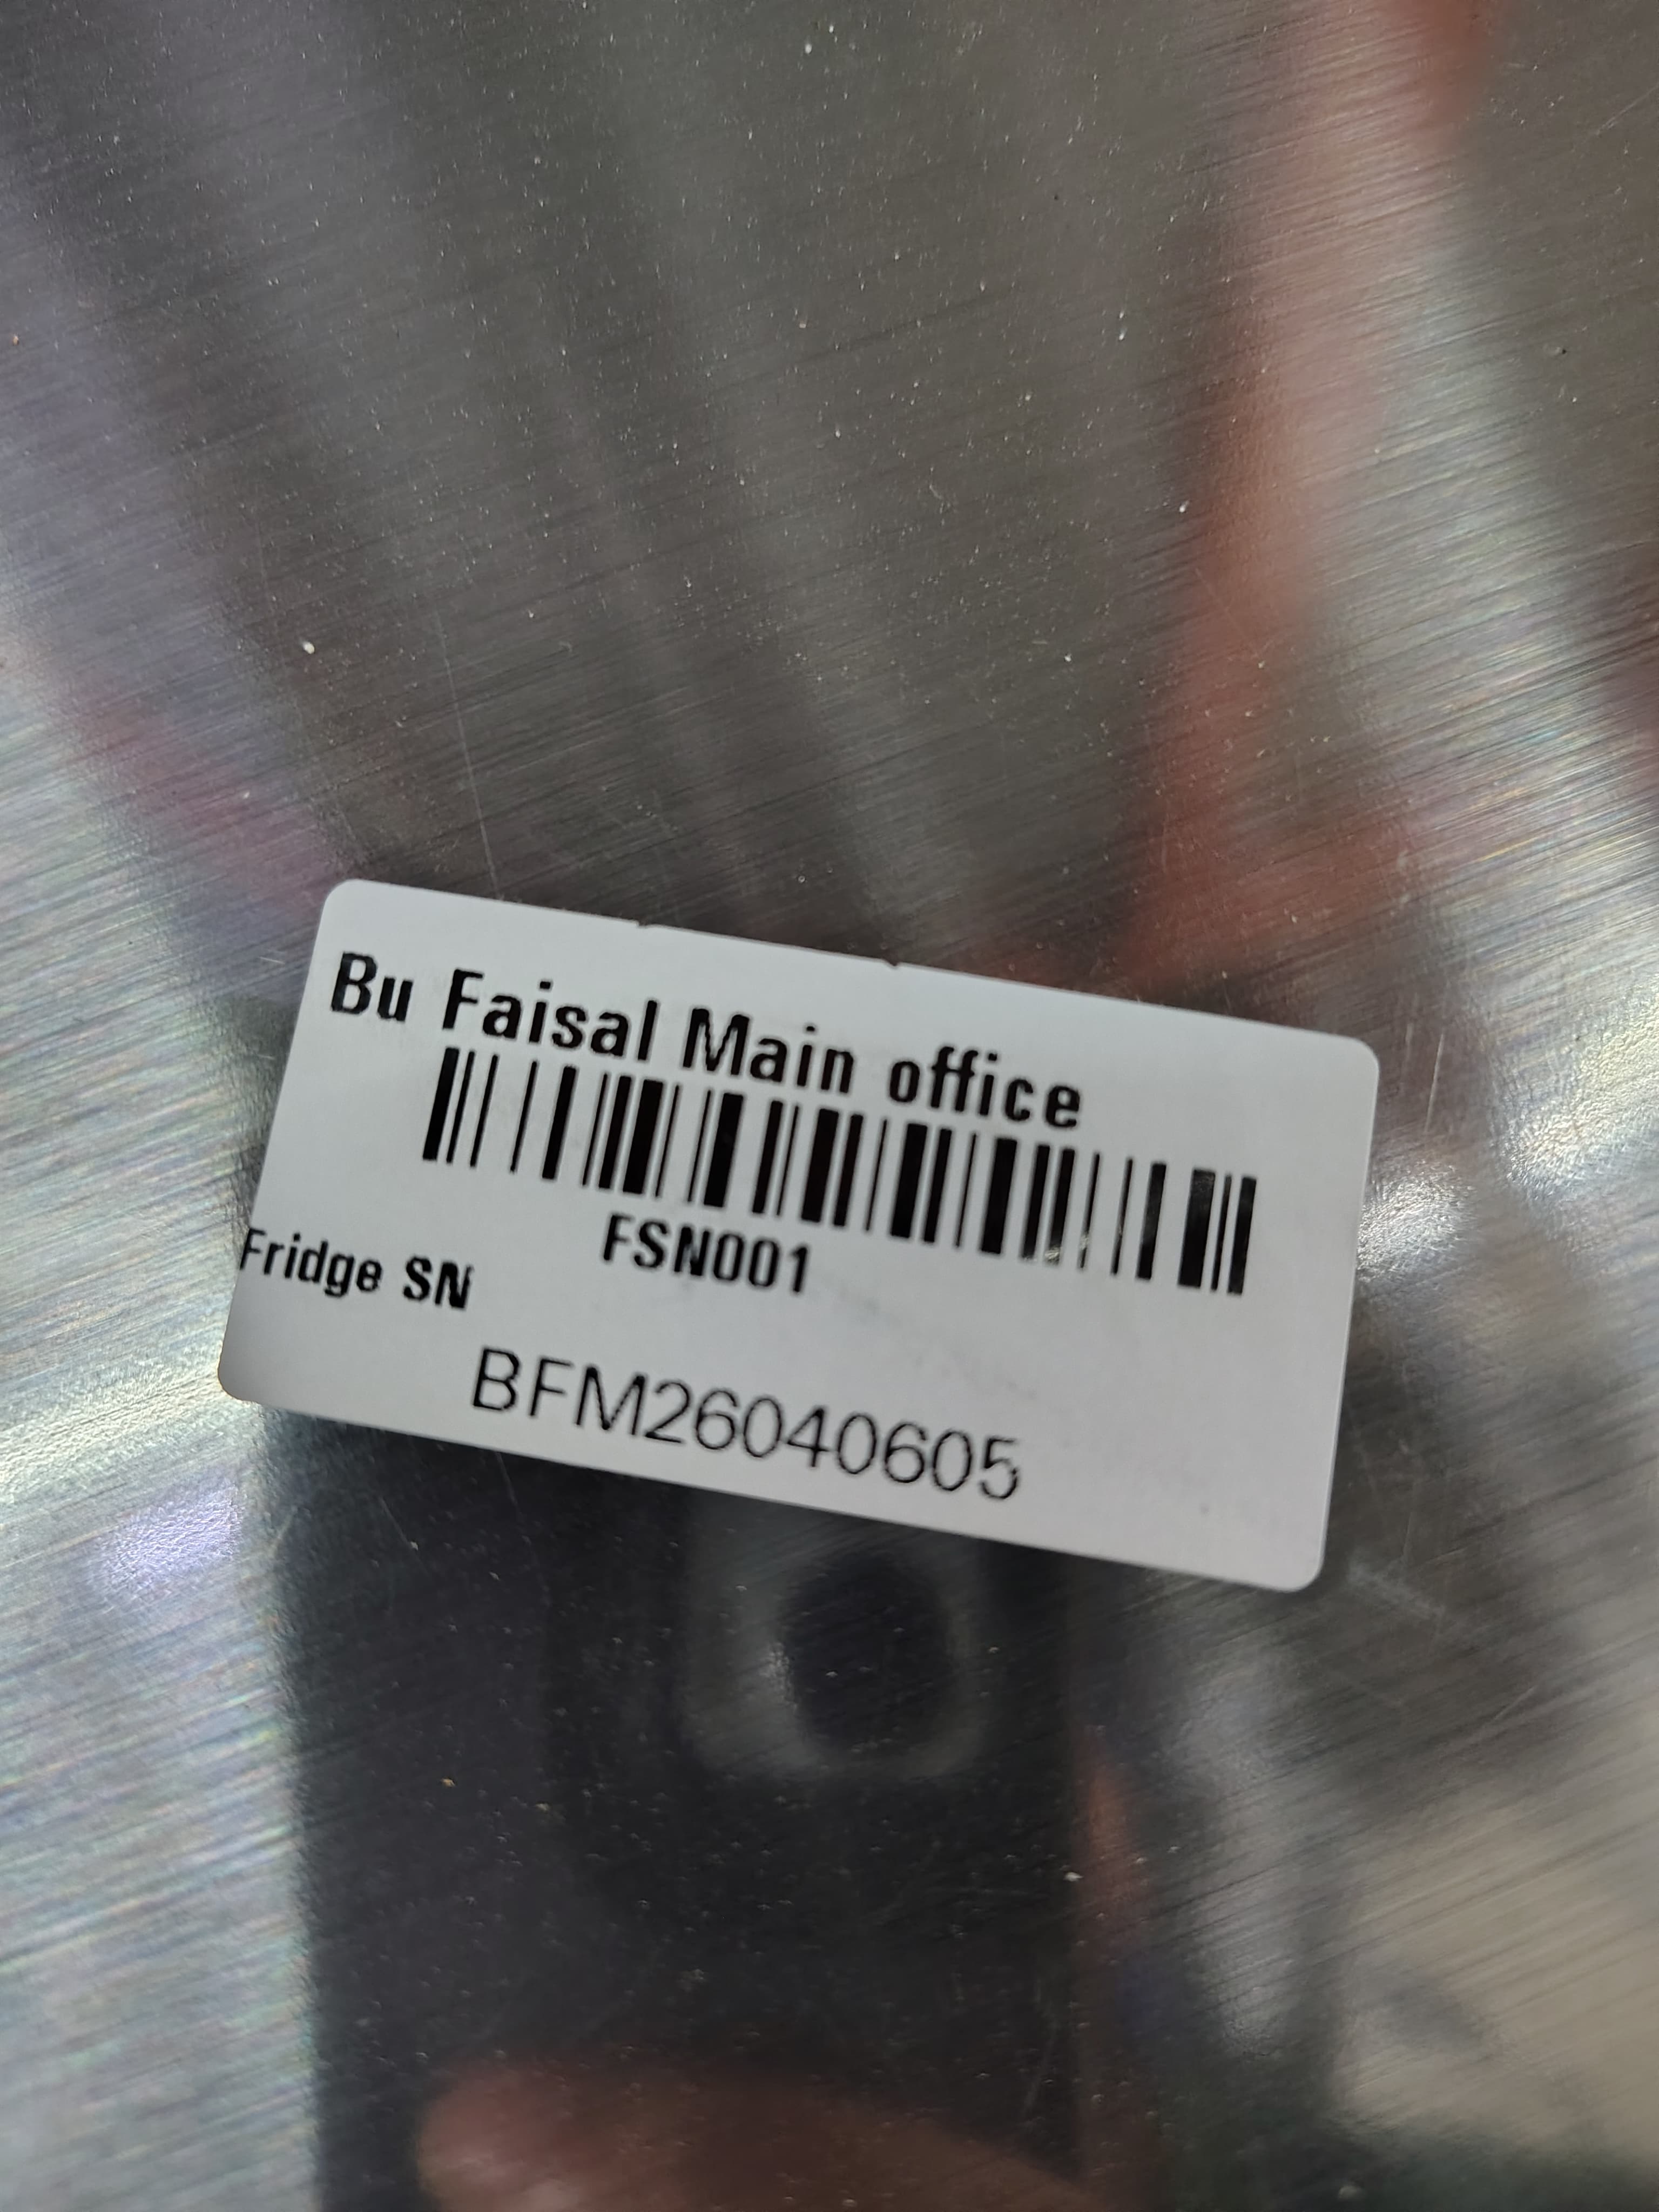 Bu Faisal Main office
FSN001
Fridge SN
BFM26040605